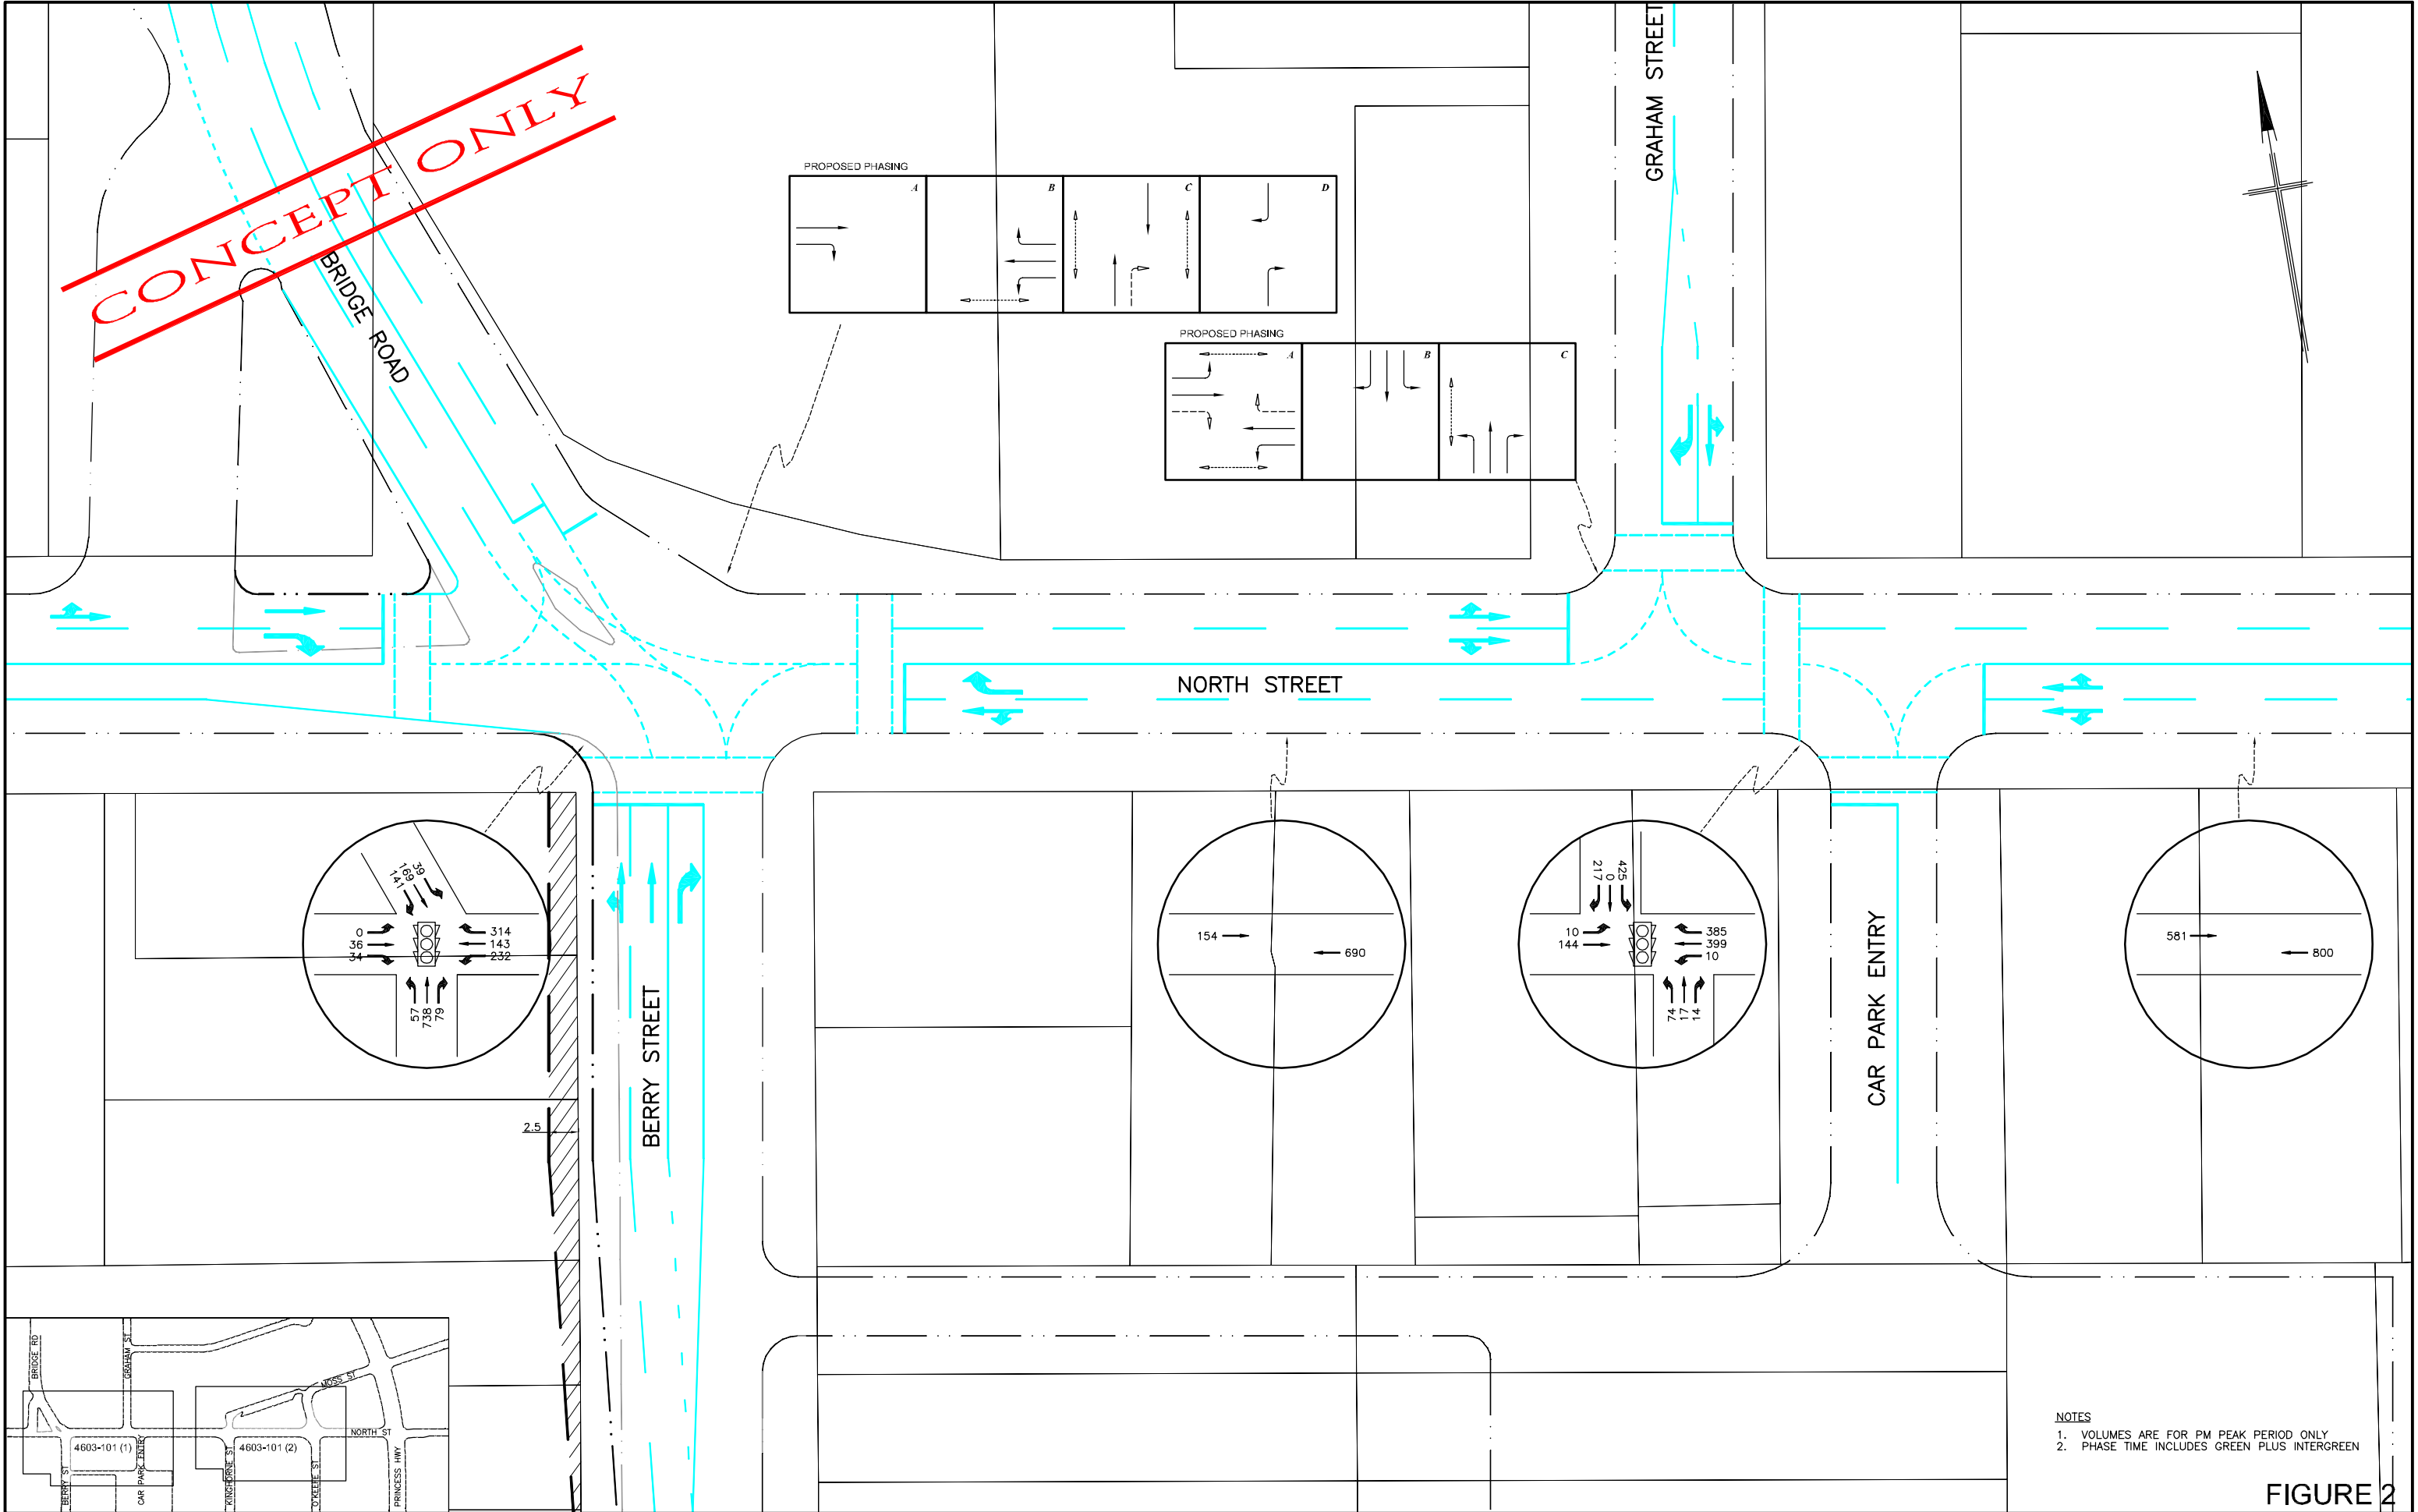 CONCEPT ONLY
BRIDGE ROAD
GRAHAM STREET
PROPOSED PHASING
A
B
C
D
PROPOSED PHASING
A
B
C
NORTH STREET
BERRY STREET
CAR PARK ENTRY
39
169
141
0
36
34
314
143
232
57
738
79
154
690
217
0
425
10
144
385
399
10
74
17
14
581
800
2.5
BRIDGE RD
GRAHAM ST
MOSS ST
NORTH ST
4603-101 (1)
4603-101 (2)
BERRY ST
CAR PARK ENTRY
KINGHORNE ST
O'KEEFE ST
PRINCESS HWY
NOTES
1. VOLUMES ARE FOR PM PEAK PERIOD ONLY
2. PHASE TIME INCLUDES GREEN PLUS INTERGREEN
FIGURE 2